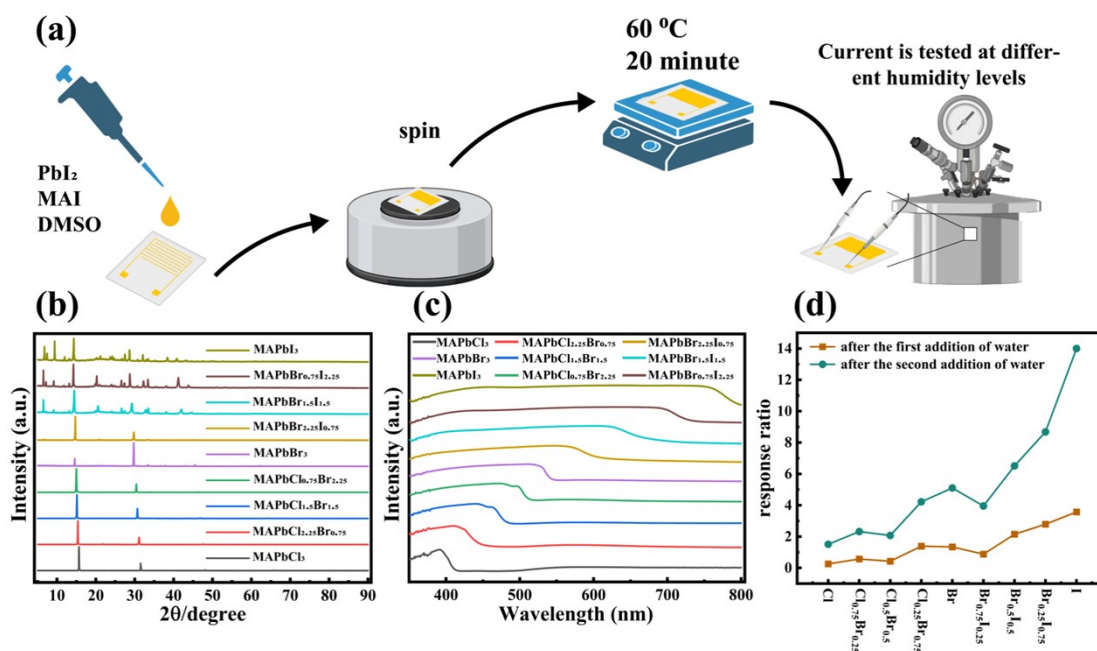 (a)
PbI₂
MAI
DMSO
spin
60 ⁰C
20 minute
Current is tested at differ-
ent humidity levels
(b)
Intensity (a.u.)
MAPbI₃
MAPbBr₀.₇₅I₂.₂₅
MAPbBr₁.₅I₁.₅
MAPbBr₂.₂₅I₀.₇₅
MAPbBr₃
MAPbCl₀.₇₅Br₂.₂₅
MAPbCl₁.₅Br₁.₅
MAPbCl₂.₂₅Br₀.₇₅
MAPbCl₃
10 20 30 40 50 60 70 80 90
2θ/degree
(c)
Intensity (a.u.)
MAPbCl₃ MAPbCl₂.₂₅Br₀.₇₅ MAPbBr₂.₂₅I₀.₇₅
MAPbBr₃ MAPbCl₁.₅Br₁.₅ MAPbBr₁.₅I₁.₅
MAPbI₃ MAPbCl₀.₇₅Br₂.₂₅ MAPbBr₀.₇₅I₂.₂₅
400 500 600 700 800
Wavelength (nm)
(d)
response ratio
14
12
10
8
6
4
2
0
after the first addition of water
after the second addition of water
Cl
Cl₀.₇₅Br₀.₂₅
Cl₀.₅Br₀.₅
Cl₀.₂₅Br₀.₇₅
Br
Br₀.₇₅I₀.₂₅
Br₀.₅I₀.₅
Br₀.₂₅I₀.₇₅
I